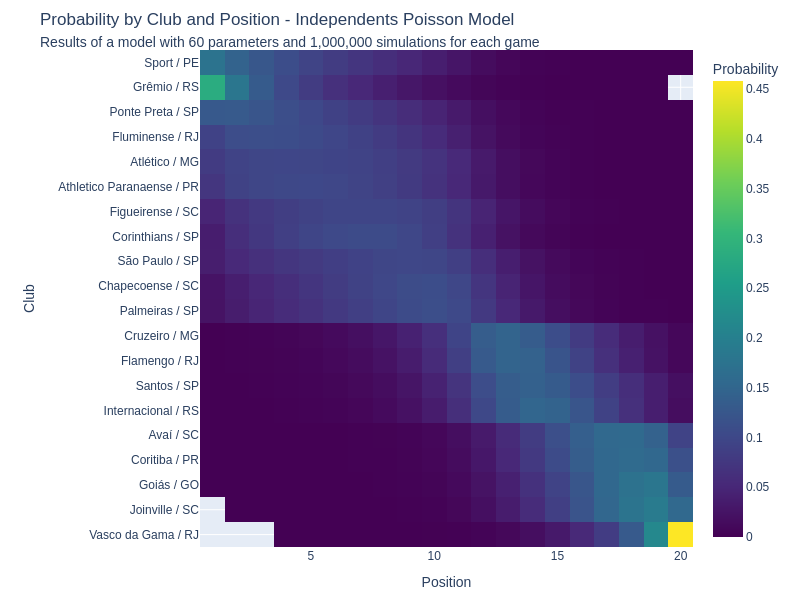 Probability by Club and Position - Independents Poisson Model
Results of a model with 60 parameters and 1,000,000 simulations for each game
Probability
Club
Sport / PE
Grêmio / RS
Ponte Preta / SP
Fluminense / RJ
Atlético / MG
Athletico Paranaense / PR
Figueirense / SC
Corinthians / SP
São Paulo / SP
Chapecoense / SC
Palmeiras / SP
Cruzeiro / MG
Flamengo / RJ
Santos / SP
Internacional / RS
Avaí / SC
Coritiba / PR
Goiás / GO
Joinville / SC
Vasco da Gama / RJ
5
10
15
20
Position
0.45
0.4
0.35
0.3
0.25
0.2
0.15
0.1
0.05
0